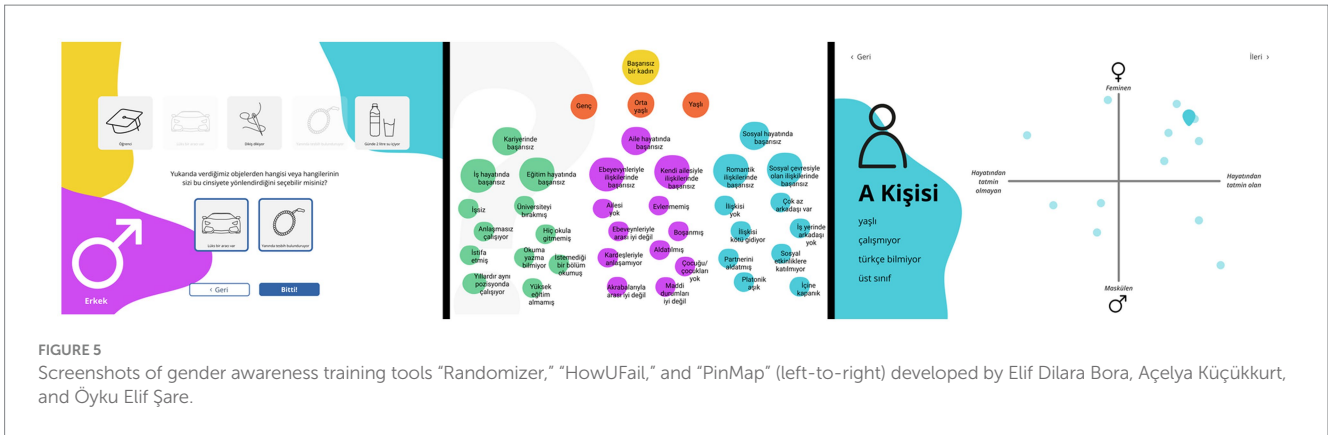 Öğrenci
Dikiş dikiyor
Günde 2 litre su içiyor
Yukarıda verdiğimiz objelerden hangisi veya hangilerinin
sizi bu cinsiyete yönlendirdiğini seçebilir misiniz?
Lüks bir aracı var
Yanında tesbih bulunduruyor
Erkek
‹ Geri
Bitti!
Başarısız
bir kadın
Genç
Orta
yaşlı
Yaşlı
Kariyerinde
başarısız
Aile hayatında
başarısız
Sosyal hayatında
başarısız
İş hayatında
başarısız
Eğitim hayatında
başarısız
Ebeyevynleriyle
ilişkilerinde
başarısız
Kendi ailesiyle
ilişkilerinde
başarısız
Romantik
ilişkilerinde
başarısız
Sosyal çevresiyle
olan ilişkilerinde
başarısız
İşsiz
Üniversiteyi
bırakmış
Ailesi
yok
Evlenmemiş
İlişkisi
yok
Çok az
arkadaşı var
Anlaşmasız
çalışıyor
Hiç okula
gitmemiş
Ebeveynleriyle
arası iyi değil
Boşanmış
İlişkisi
kötü gidiyor
İş yerinde
arkadaşı
yok
İstifa
etmiş
Okuma
yazma
bilmiyor
İstemediği
bir bölüm
okumuş
Kardeşleriyle
anlaşamıyor
Aldatılmış
Çocuğu/
çocukları
yok
Partnerini
aldatmış
Sosyal
etkinliklere
katılmıyor
Yıllardır aynı
pozisyonda
çalışıyor
Yüksek
eğitim
almamış
Akrabalarıyla
arası iyi değil
Maddi
durumları
iyi değil
Platonik
aşık
İçine
kapanık
‹ Geri
İleri ›
A Kişisi
yaşlı
çalışmıyor
türkçe bilmiyor
üst sınıf
Feminen
Hayatından
tatmin
olmayan
Hayatından
tatmin olan
Maskülen
FIGURE 5
Screenshots of gender awareness training tools “Randomizer,” “HowUFail,” and “PinMap” (left-to-right) developed by Elif Dilara Bora, Açelya Küçükkurt,
and Öyku Elif Şare.